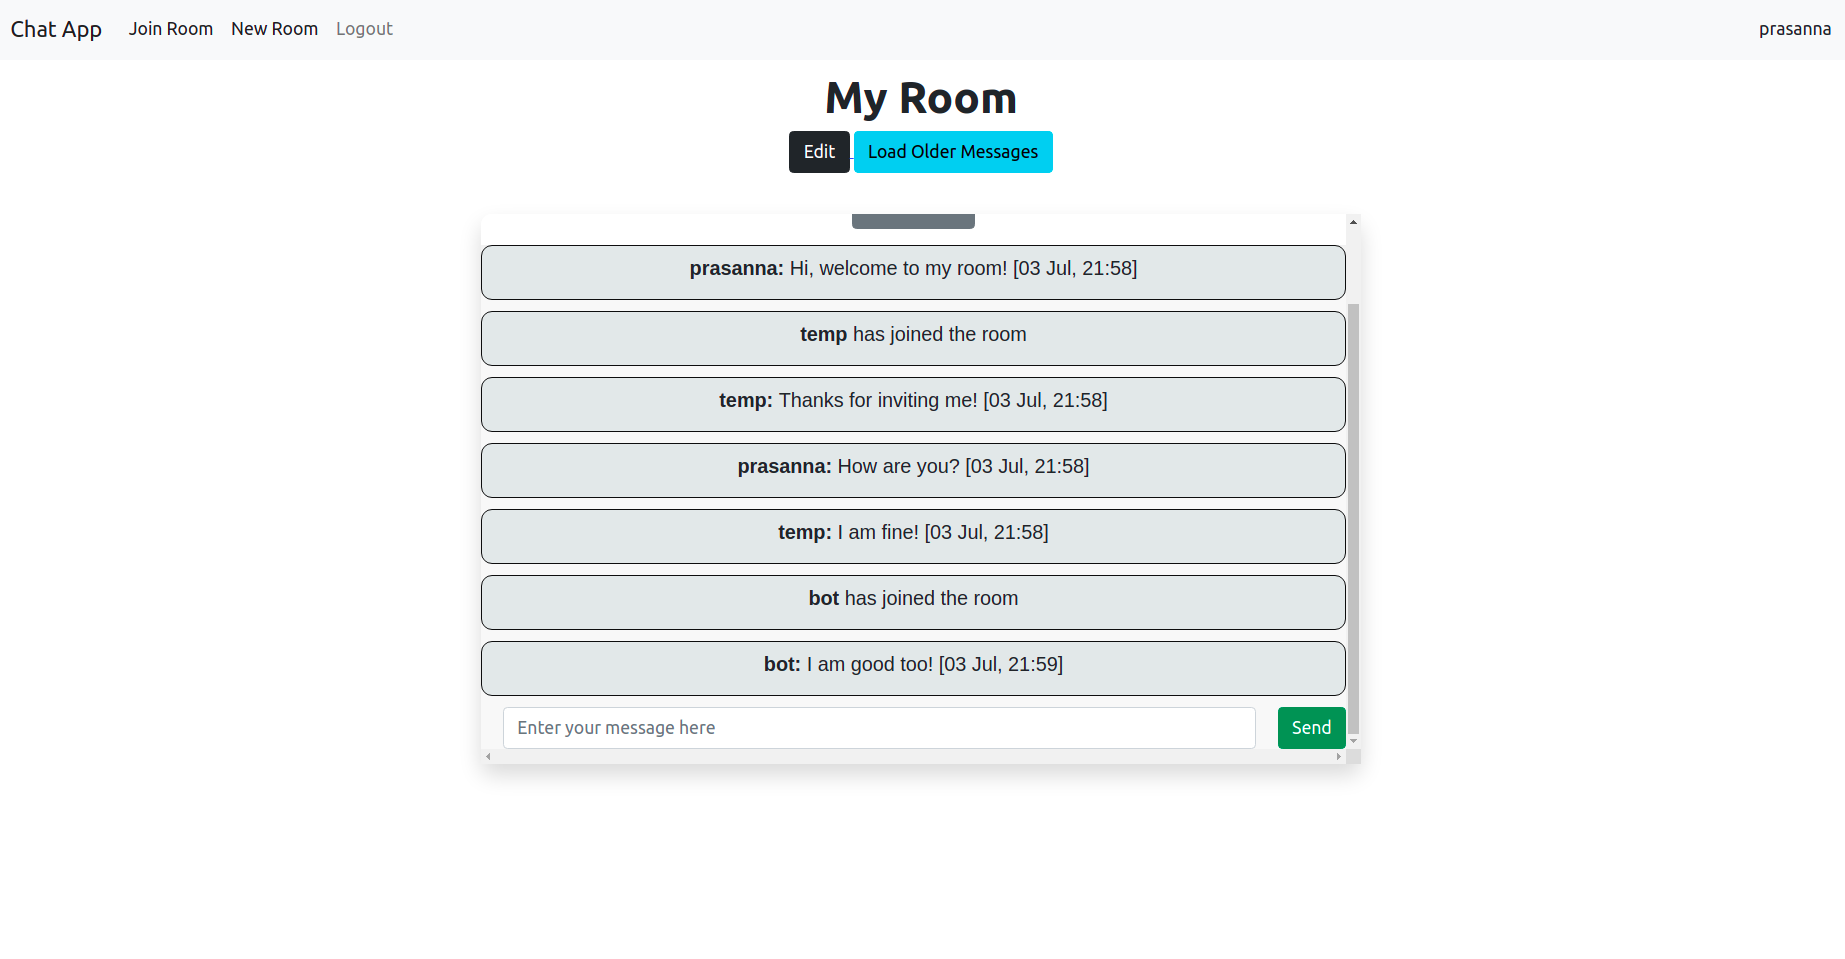 Chat App Join Room New Room Logout prasanna
My Room
Edit Load Older Messages
prasanna: Hi, welcome to my room! [03 Jul, 21:58]
temp has joined the room
temp: Thanks for inviting me! [03 Jul, 21:58]
prasanna: How are you? [03 Jul, 21:58]
temp: I am fine! [03 Jul, 21:58]
bot has joined the room
bot: I am good too! [03 Jul, 21:59]
Enter your message here Send